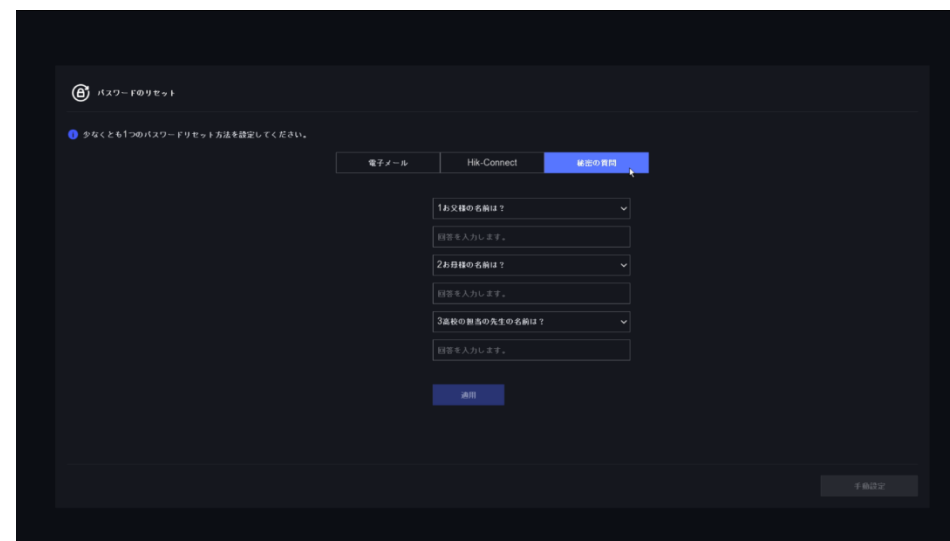 パスワードのリセット
少なくとも1つのパスワードリセット方法を設定してください。
電子メール Hik-Connect 秘密の質問
1お父様の名前は？
回答を入力します。
2お母様の名前は？
回答を入力します。
3高校の担当の先生の名前は？
回答を入力します。
適用
手動設定